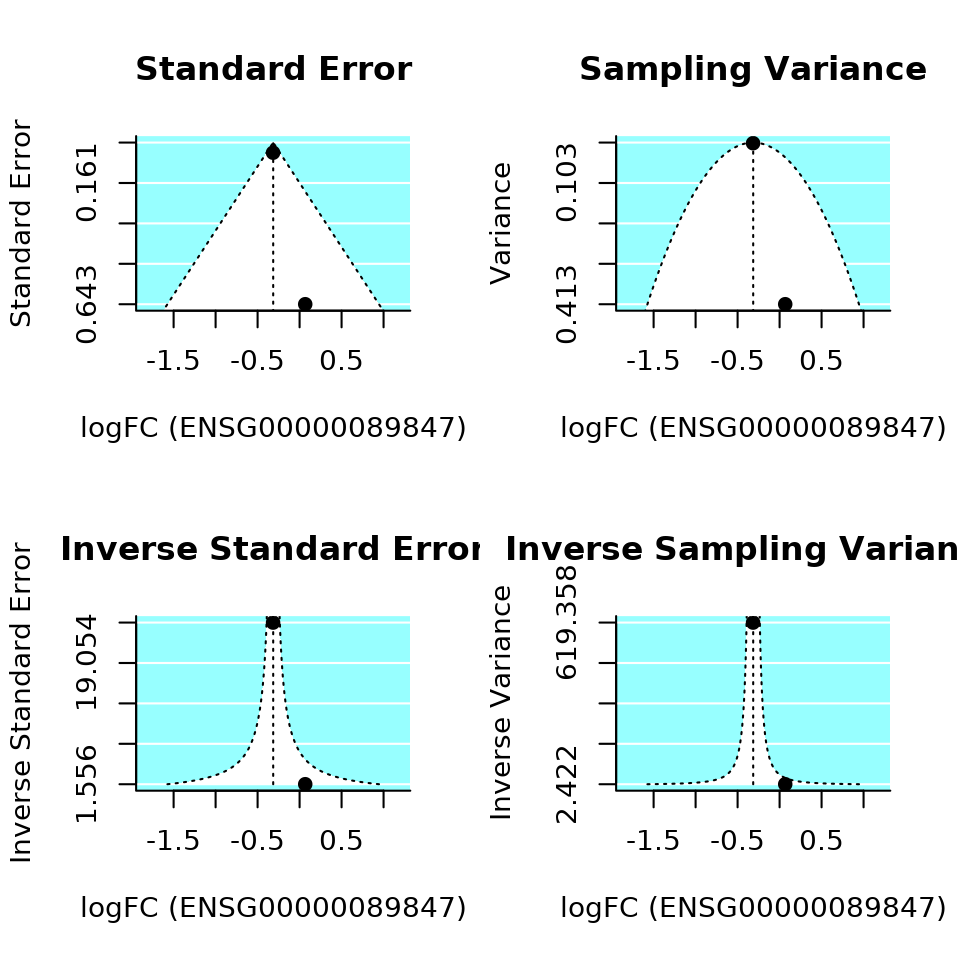 Standard Error
Standard Error
0.161
0.643
-1.5 -0.5 0.5
logFC (ENSG00000089847)
Sampling Variance
Variance
0.103
0.413
-1.5 -0.5 0.5
logFC (ENSG00000089847)
Inverse Standard Error
Inverse Standard Error
19.054
1.556
-1.5 -0.5 0.5
logFC (ENSG00000089847)
Inverse Sampling Varian
Inverse Variance
619.358
2.422
-1.5 -0.5 0.5
logFC (ENSG00000089847)